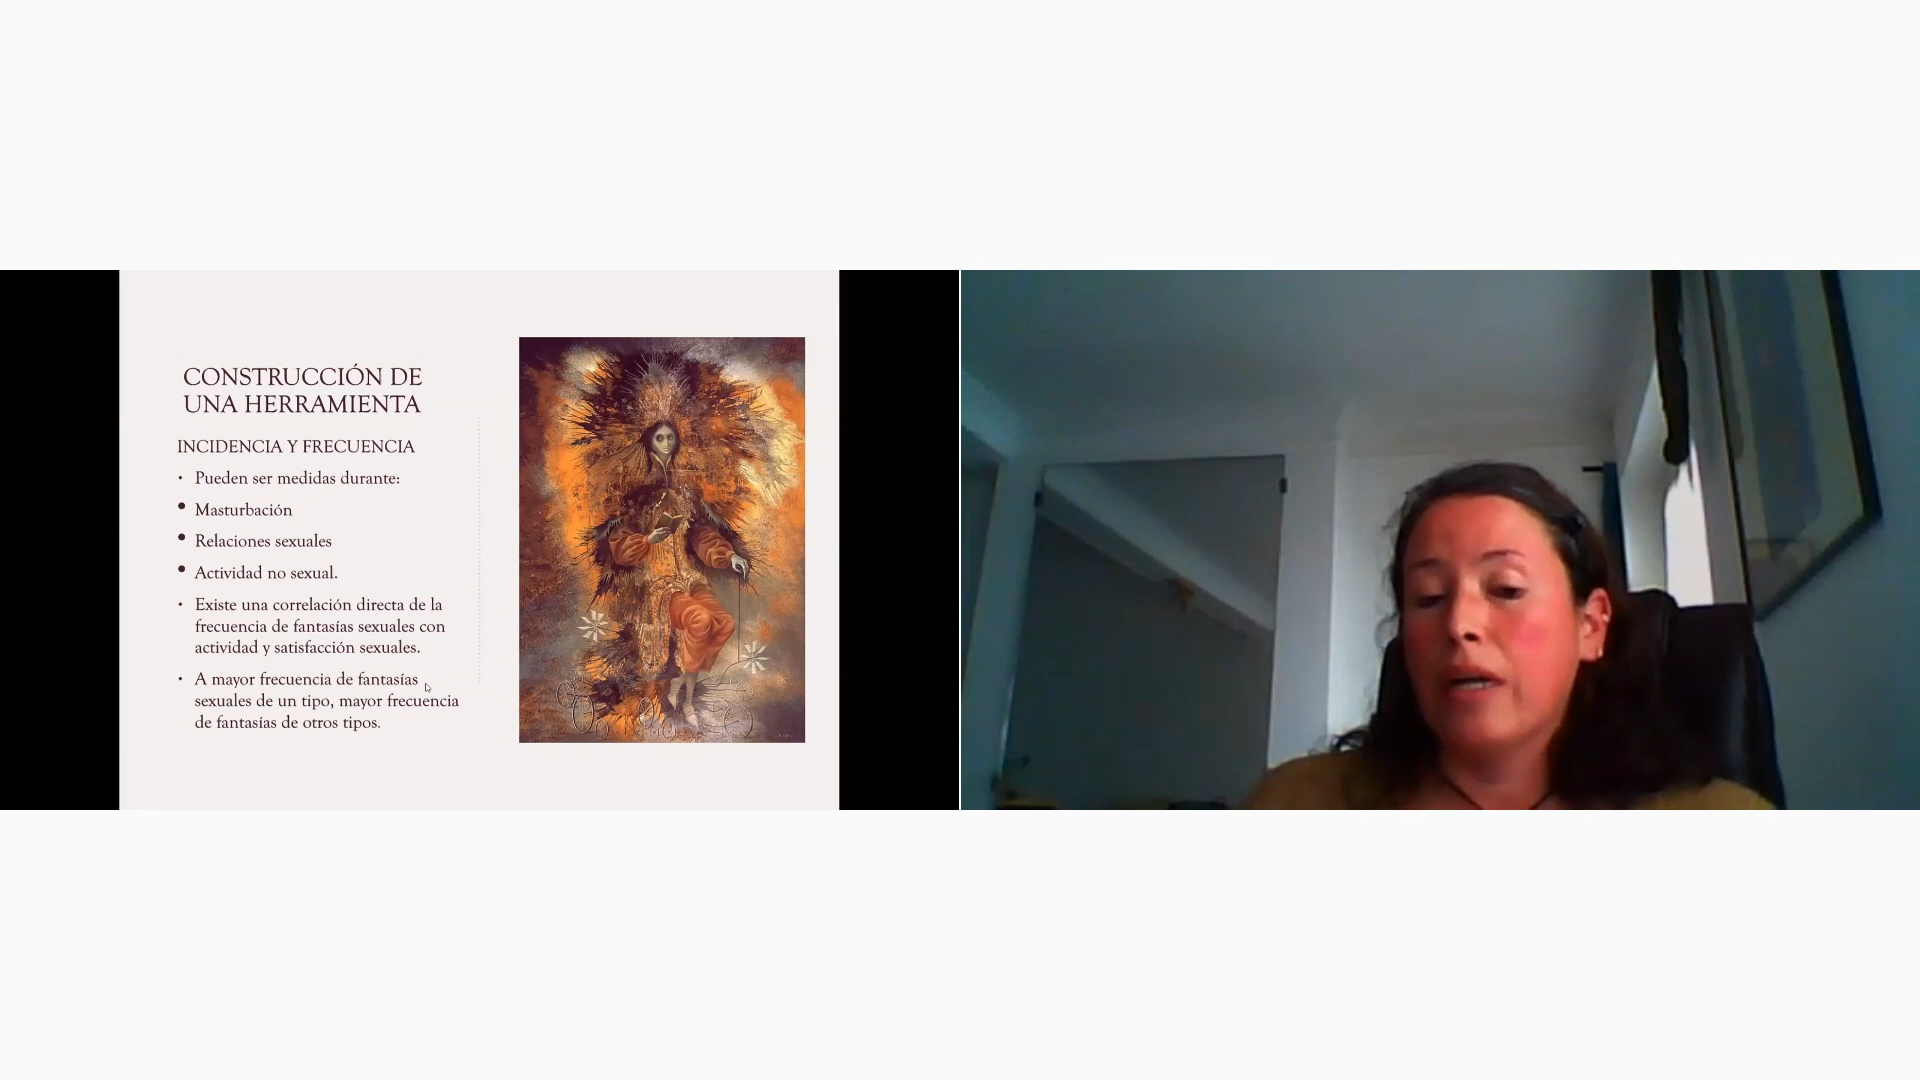 CONSTRUCCIÓN DE
UNA HERRAMIENTA
INCIDENCIA Y FRECUENCIA
• Pueden ser medidas durante:
• Masturbación
• Relaciones sexuales
• Actividad no sexual.
• Existe una correlación directa de la
frecuencia de fantasías sexuales con
actividad y satisfacción sexuales.
• A mayor frecuencia de fantasías
sexuales de un tipo, mayor frecuencia
de fantasías de otros tipos.